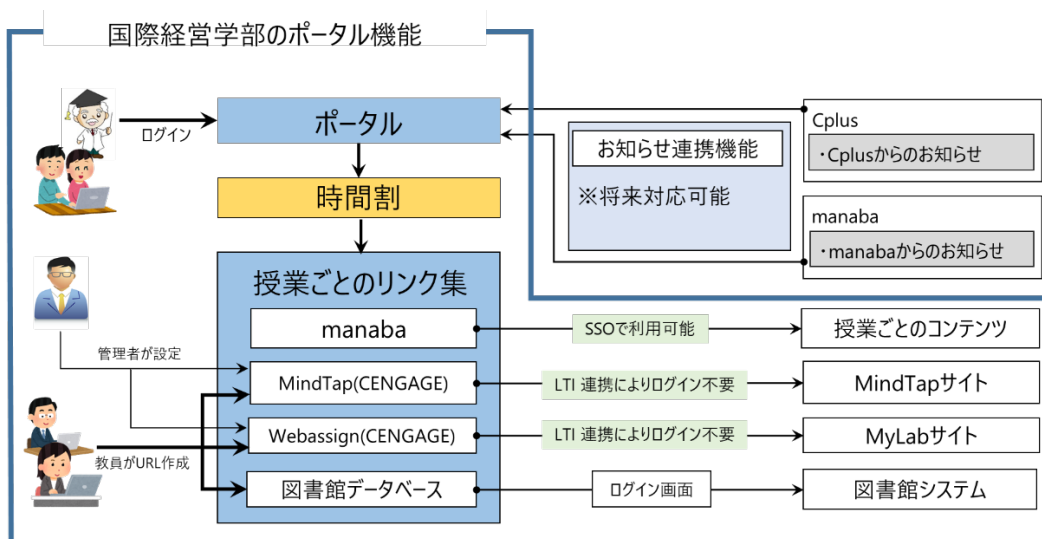 国際経営学部のポータル機能
ログイン
ポータル
お知らせ連携機能
※将来対応可能
Cplus
・Cplusからのお知らせ
manaba
・manabaからのお知らせ
時間割
授業ごとのリンク集
manaba
SSOで利用可能
授業ごとのコンテンツ
管理者が設定
MindTap(CENGAGE)
LTI 連携によりログイン不要
MindTapサイト
Webassign(CENGAGE)
LTI 連携によりログイン不要
MyLabサイト
教員がURL作成
図書館データベース
ログイン画面
図書館システム